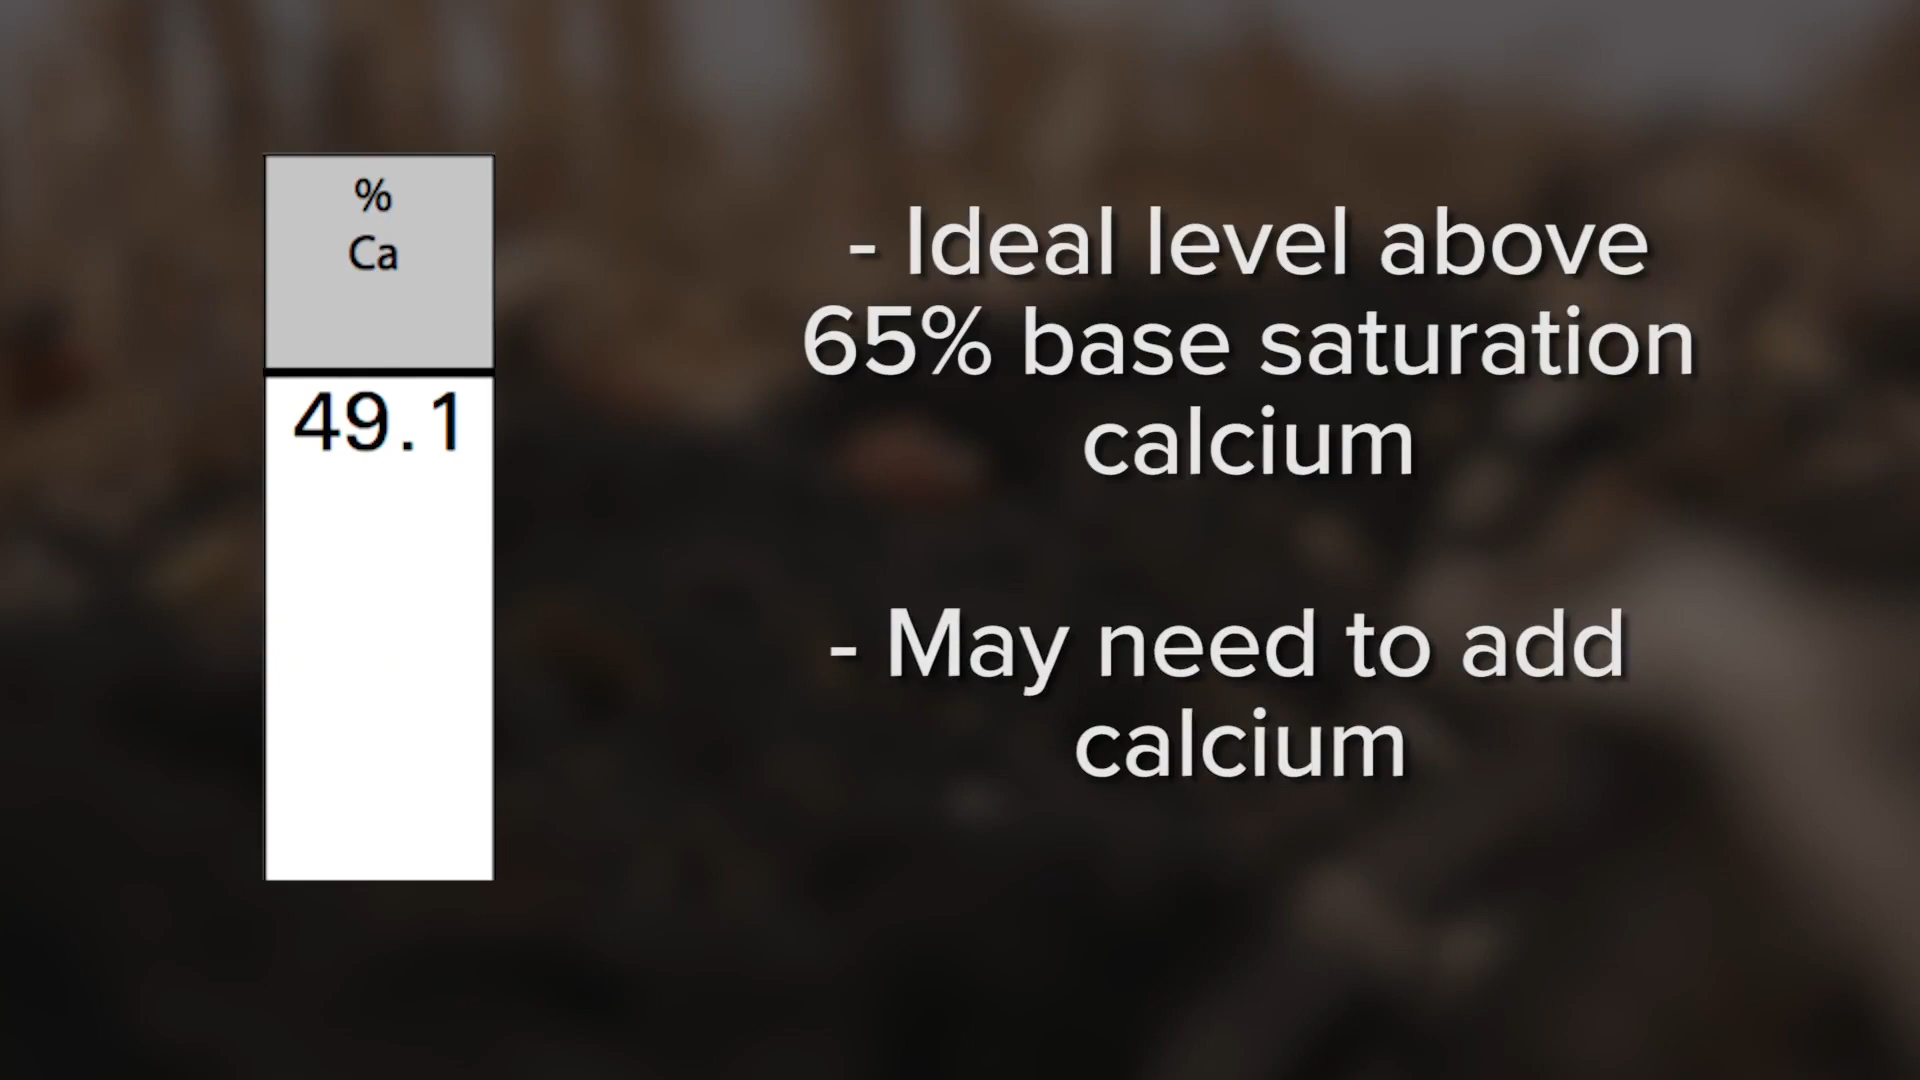 %
Ca
49.1
- Ideal level above
65% base saturation
calcium
- May need to add
calcium